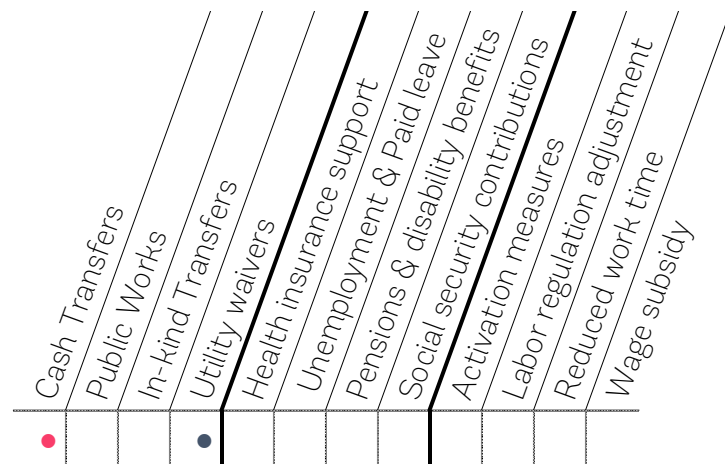 Cash Transfers
Public Works
In-kind Transfers
Utility waivers
Health insurance support
Unemployment & Paid leave
Pensions & disability benefits
Social security contributions
Activation measures
Labor regulation adjustment
Reduced work time
Wage subsidy